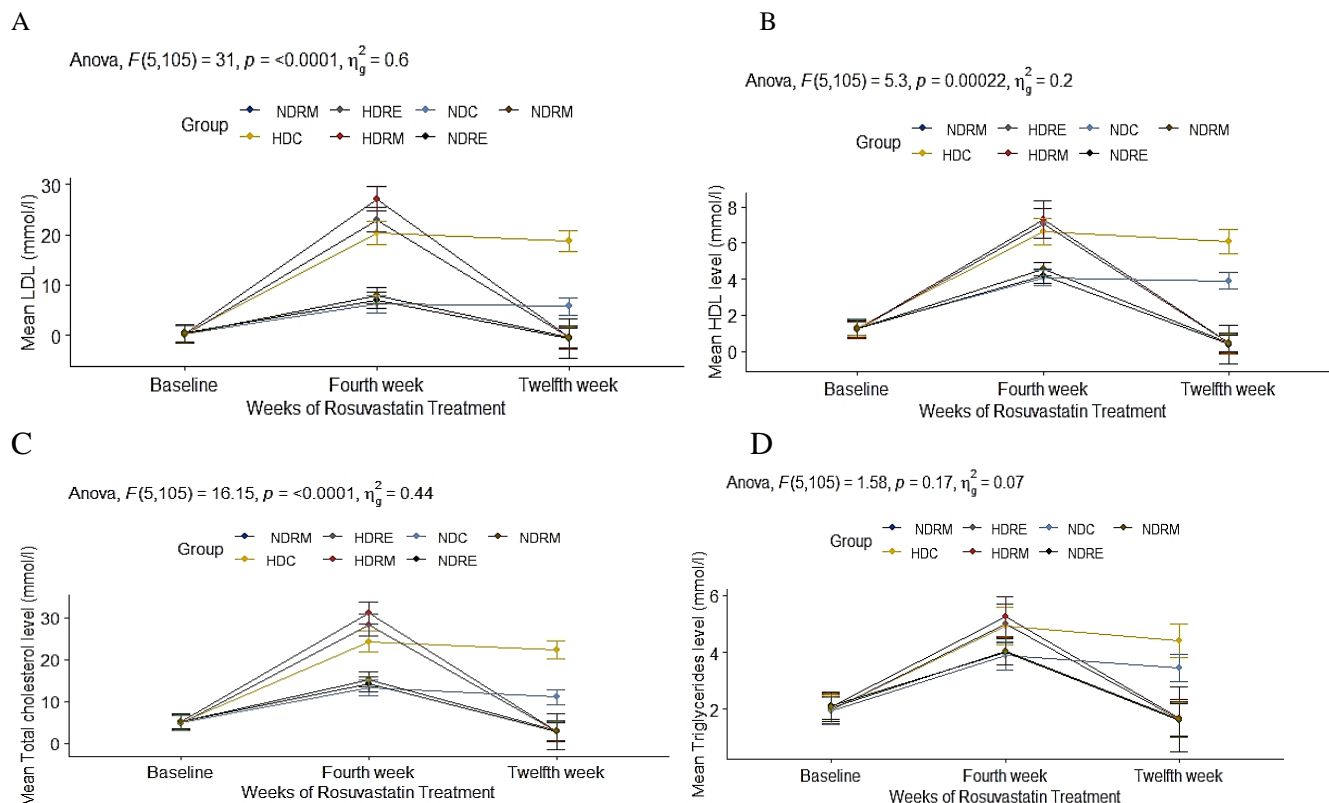 A
Anova, F(5,105) = 31, p = <0.0001, η²g = 0.6
Group
NDRM HDRE NDC NDRM
HDC HDRM NDRE
Mean LDL (mmol/l)
30
20
10
0
Baseline Fourth week Twelfth week
Weeks of Rosuvastatin Treatment
B
Anova, F(5,105) = 5.3, p = 0.00022, η²g = 0.2
Group
NDRM HDRE NDC NDRM
HDC HDRM NDRE
Mean HDL level (mmol/l)
8
6
4
2
0
Baseline Fourth week Twelfth week
Weeks of Rosuvastatin Treatment
C
Anova, F(5,105) = 16.15, p = <0.0001, η²g = 0.44
Group
NDRM HDRE NDC NDRM
HDC HDRM NDRE
Mean Total cholesterol level (mmol/l)
30
20
10
0
Baseline Fourth week Twelfth week
Weeks of Rosuvastatin Treatment
D
Anova, F(5,105) = 1.58, p = 0.17, η²g = 0.07
Group
NDRM HDRE NDC NDRM
HDC HDRM NDRE
Mean Triglycerides level (mmol/l)
6
4
2
Baseline Fourth week Twelfth week
Weeks of Rosuvastatin Treatment